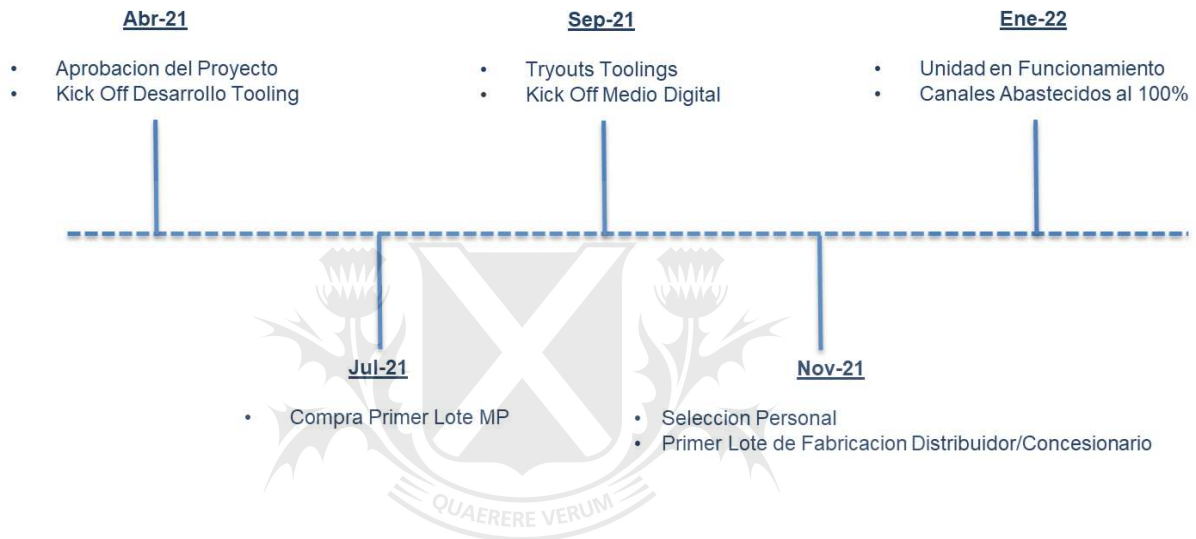 Abr-21
• Aprobacion del Proyecto
• Kick Off Desarrollo Tooling
Sep-21
• Tryouts Toolings
• Kick Off Medio Digital
Ene-22
• Unidad en Funcionamiento
• Canales Abastecidos al 100%
Jul-21
• Compra Primer Lote MP
Nov-21
• Seleccion Personal
• Primer Lote de Fabricacion Distribuidor/Concesionario
QUAERERE VERUM